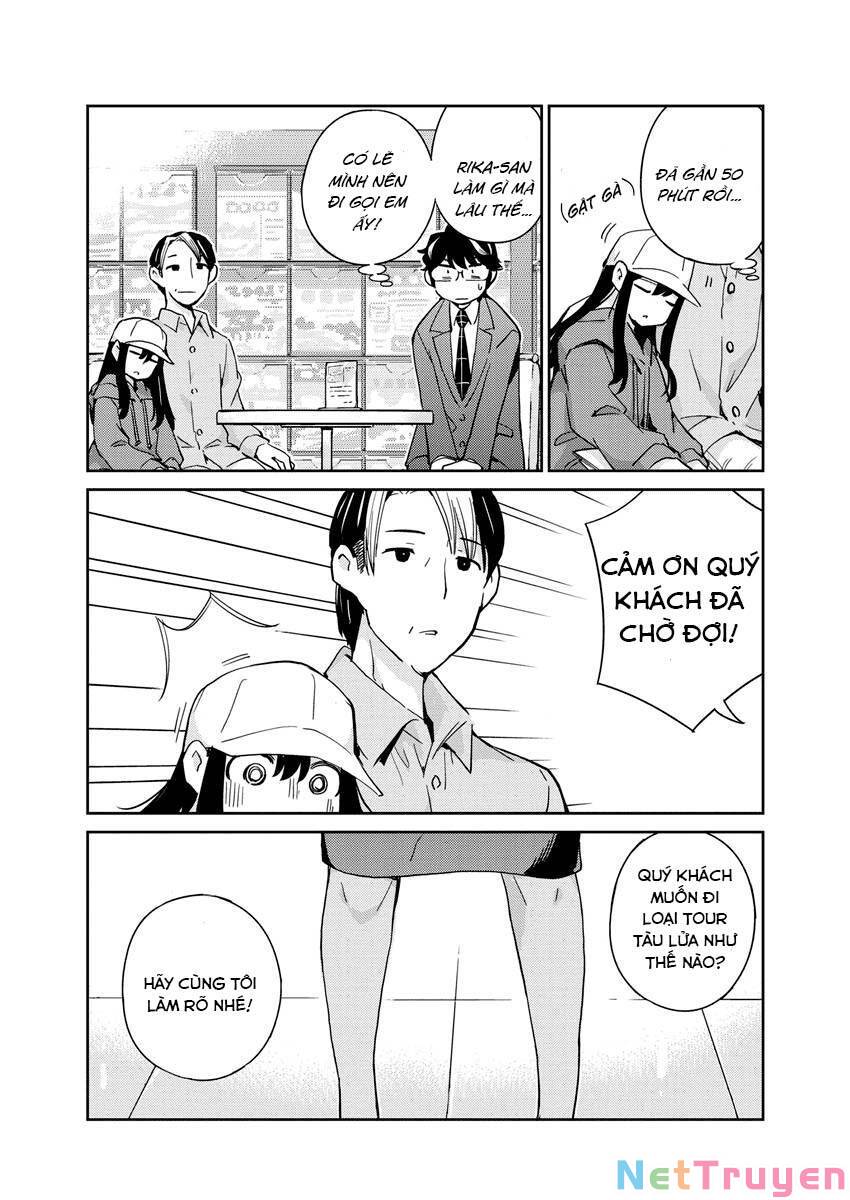 ĐÃ GẦN 50
PHÚT RỒI...
(GẬT GÀ)
RIKA-SAN
LÀM GÌ MÀ
LÂU THẾ...
CÓ LẼ
MÌNH NÊN
ĐI GỌI EM
ẤY!
CẢM ƠN QUÝ
KHÁCH ĐÃ
CHỜ ĐỢI!
QUÝ KHÁCH
MUỐN ĐI
LOẠI TOUR
TÀU LỬA NHƯ
THẾ NÀO?
HÃY CÙNG TÔI
LÀM RÕ NHÉ!
NetTruyen